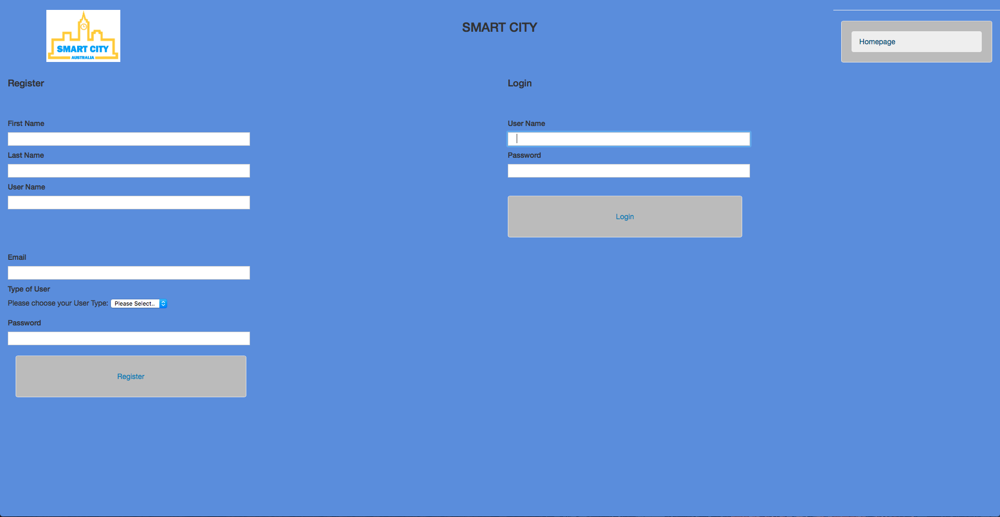 SMART CITY
AUSTRALIA
SMART CITY
Homepage
Register
First Name
Last Name
User Name
Email
Type of User
Please choose your User Type: Please Select..
Password
Register
Login
User Name
Password
Login